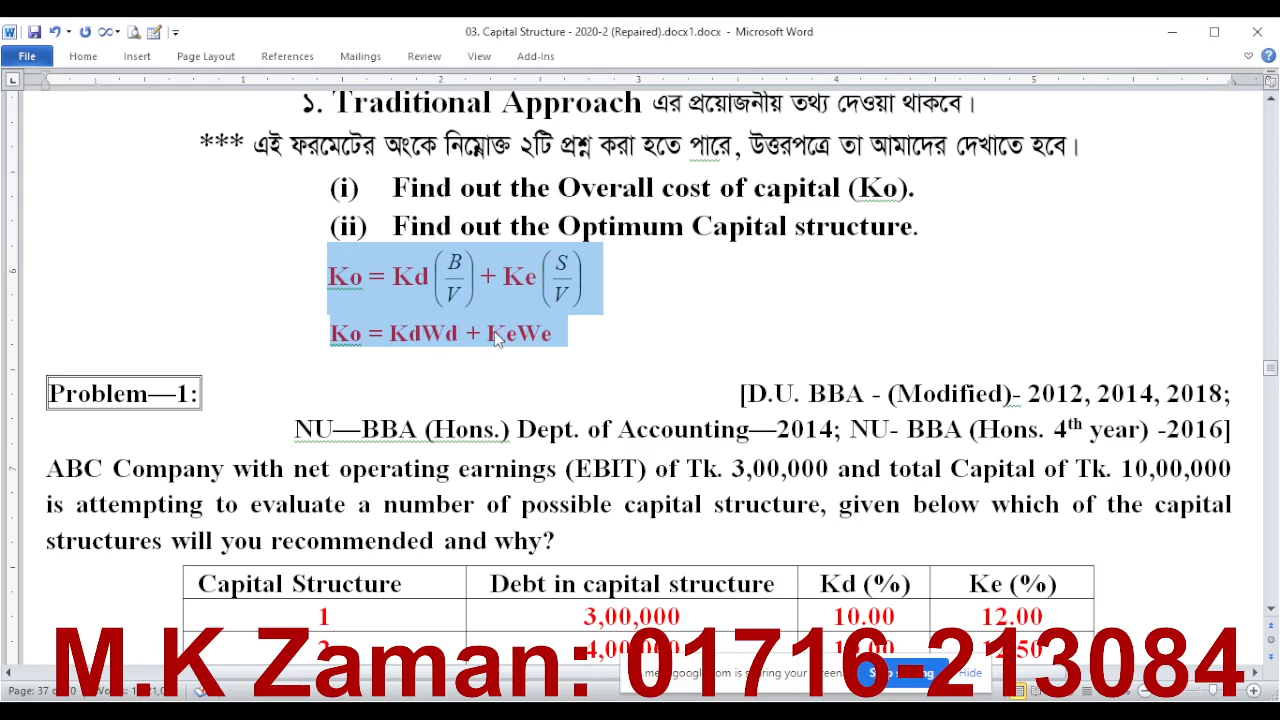 03. Capital Structure - 2020-2 (Repaired).docx1.docx - Microsoft Word
File Home Insert Page Layout References Mailings Review View Add-Ins
1 2 3 4 5
১. Traditional Approach এর প্রয়োজনীয় তথ্য দেওয়া থাকবে।
*** এই ফরমেটের অংকে নিম্নোক্ত ২টি প্রশ্ন করা হতে পারে, উত্তরপত্রে তা আমাদের দেখাতে হবে।
(i) Find out the Overall cost of capital (Ko).
(ii) Find out the Optimum Capital structure.
Ko = Kd (B/V) + Ke (S/V)
Ko = KdWd + KeWe
Problem—1: [D.U. BBA - (Modified)- 2012, 2014, 2018;
NU—BBA (Hons.) Dept. of Accounting—2014; NU- BBA (Hons. 4th year) -2016]
ABC Company with net operating earnings (EBIT) of Tk. 3,00,000 and total Capital of Tk. 10,00,000
is attempting to evaluate a number of possible capital structure, given below which of the capital
structures will you recommended and why?
Capital Structure Debt in capital structure Kd (%) Ke (%)
1 3,00,000 10.00 12.00
M.K Zaman: 01716-213084
Hide